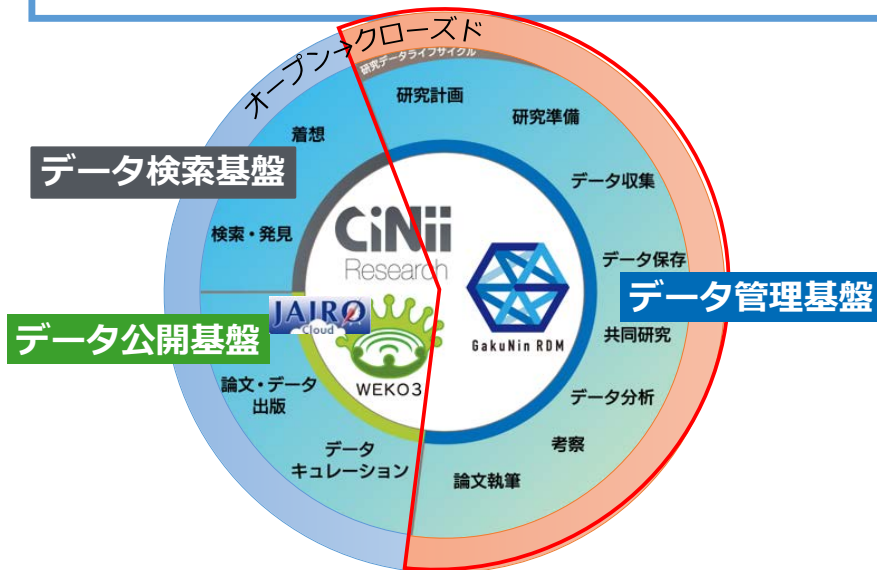 オープン→クローズド
研究データライフサイクル
研究計画
研究準備
着想
データ検索基盤
データ収集
検索・発見
CiNii
Research
データ保存
データ管理基盤
JAIRO
Cloud
データ公開基盤
GakuNin RDM
共同研究
WEKO3
論文・データ
出版
データ分析
考察
データ
キュレーション
論文執筆